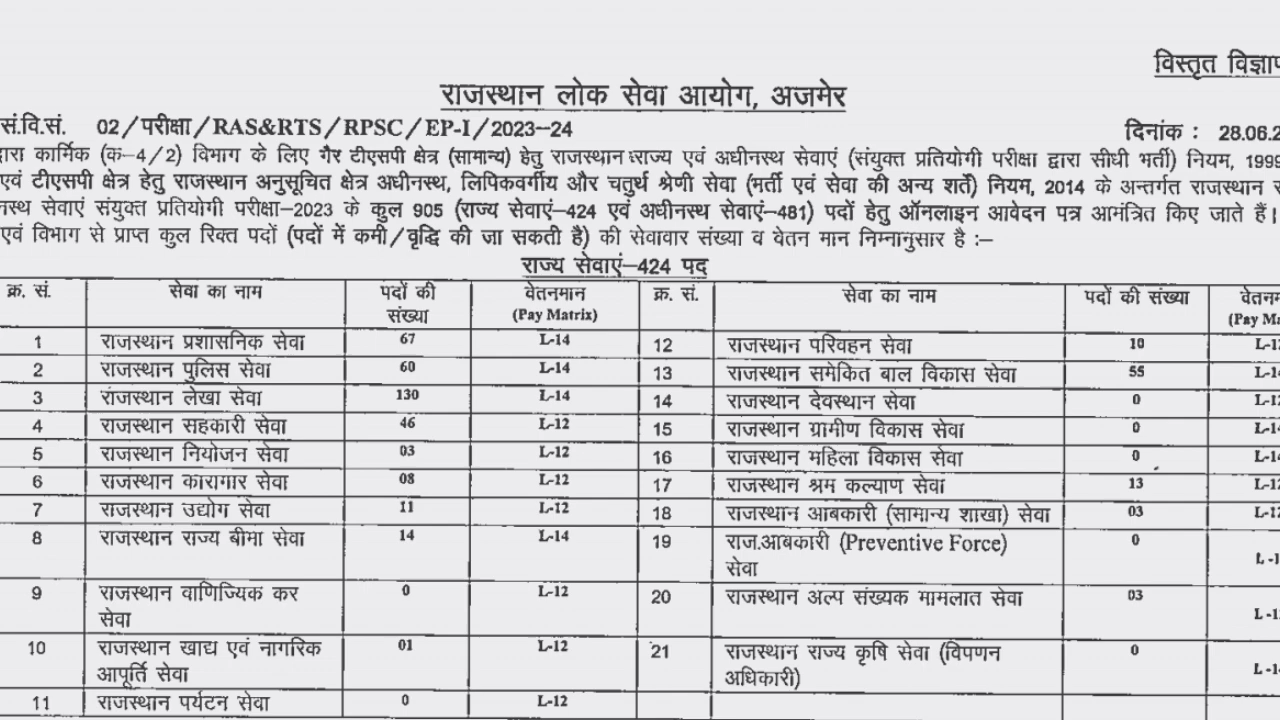 विस्तृत
राजस्थान लोक सेवा आयोग, अजमेर
सं.वि.सं. 02/परीक्षा/RAS&RTS/RPSC/EP-I/2023-24 दिनांक : 28.06.2
कार्मिक (क-4/2) विभाग के लिए गैर टीएसपी क्षेत्र (सामान्य) हेतु राजस्थान राज्य एवं अधीनस्थ सेवाएं (संयुक्त प्रतियोगी परीक्षा द्वारा सीधी भर्ती) नियम, 1999
एवं टीएसपी क्षेत्र हेतु राजस्थान अनुसूचित क्षेत्र अधीनस्थ, लिपिकवर्गीय और चतुर्थ श्रेणी सेवा (भर्ती एवं सेवा की अन्य शर्तें) नियम, 2014 के अन्तर्गत राजस्थान
सेवाएं संयुक्त प्रतियोगी परीक्षा-2023 के कुल 905 (राज्य सेवाएं-424 एवं अधीनस्थ सेवाएं-481) पदों हेतु ऑनलाइन आवेदन पत्र आमंत्रित किए जाते हैं।
एवं विभाग से प्राप्त कुल रिक्त पदों (पदों में कमी/वृद्धि की जा सकती है) की सेवावार संख्या व वेतन मान निम्नानुसार है :-
राज्य सेवाएं-424 पद
क्र. सं. सेवा का नाम पदों की संख्या वेतनमान (Pay Matrix) क्र. सं. सेवा का नाम पदों की संख्या
1 राजस्थान प्रशासनिक सेवा 67 L-14 12 राजस्थान परिवहन सेवा 10
2 राजस्थान पुलिस सेवा 60 L-14 13 राजस्थान समेकित बाल विकास सेवा 55
3 राजस्थान लेखा सेवा 130 L-14 14 राजस्थान देवस्थान सेवा 0
4 राजस्थान सहकारी सेवा 46 L-12 15 राजस्थान ग्रामीण विकास सेवा 0
5 राजस्थान नियोजन सेवा 03 L-12 16 राजस्थान महिला विकास सेवा 0
6 राजस्थान कारागार सेवा 08 L-12 17 राजस्थान श्रम कल्याण सेवा 13
7 राजस्थान उद्योग सेवा 11 L-12 18 राजस्थान आबकारी (सामान्य शाखा) सेवा 03
8 राजस्थान राज्य बीमा सेवा 14 L-14 19 राज.आबकारी (Preventive Force) सेवा 0
9 राजस्थान वाणिज्यिक कर सेवा 0 L-12 20 राजस्थान अल्प संख्यक मामलात सेवा 03
10 राजस्थान खाद्य एवं नागरिक आपूर्ति सेवा 01 L-12 21 राजस्थान राज्य कृषि सेवा (विपणन अधिकारी) 0
11 राजस्थान पर्यटन सेवा 0 L-12